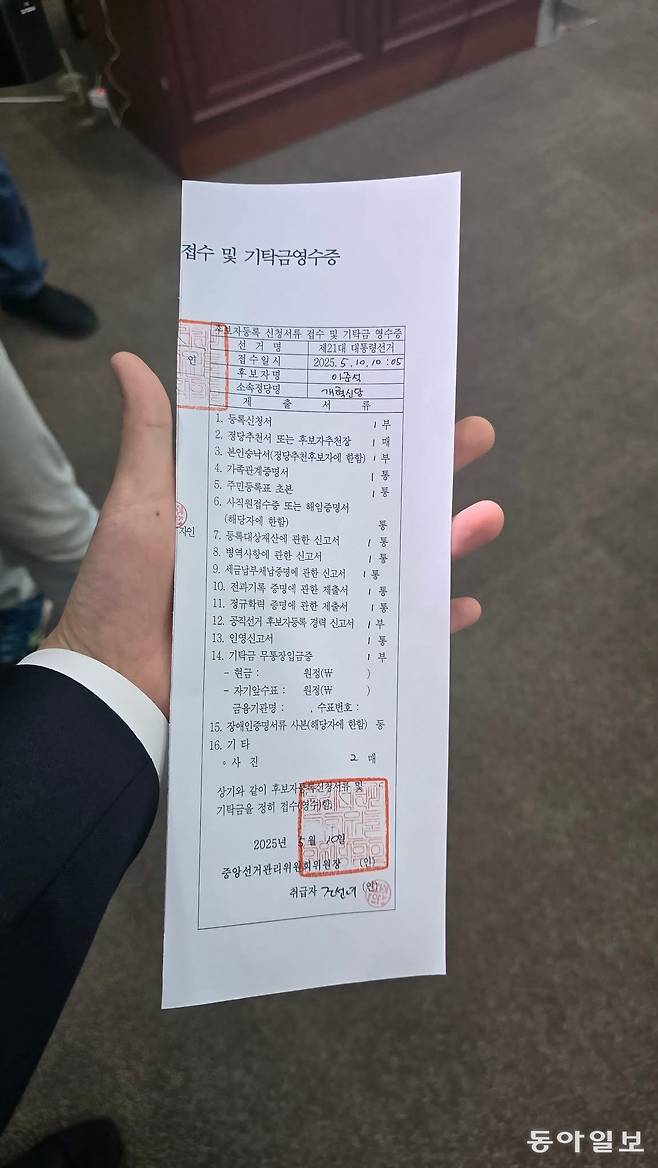 접수 및 기탁금영수증
후보자등록 신청서류 접수 및 기탁금 영수증
선 거 명 제21대 대통령선거
인 접수일시 2025. 5. 10. 10:05
후보자명 이준석
소속정당명 개혁신당
제 출 서 류
1. 등록신청서 1 부
2. 정당추천서 또는 후보자추천장 1 매
3. 본인승낙서(정당추천후보자에 한함) 1 부
4. 가족관계증명서 1 통
5. 주민등록표 초본 1 통
6. 사직원접수증 또는 해임증명서
(해당자에 한함) 통
자인
7. 등록대상재산에 관한 신고서 1 통
8. 병역사항에 관한 신고서 1 통
9. 세금납부체납증명에 관한 신고서 1 통
10. 전과기록 증명에 관한 제출서 1 통
11. 정규학력 증명에 관한 제출서 1 통
12. 공직선거 후보자등록 경력 신고서 1 부
13. 인영신고서 1 통
14. 기탁금 무통장입금증 1 부
- 현금 : 원정(₩ )
- 자기앞수표 : 원정(₩ )
금융기관명 : , 수표번호 :
15. 장애인증명서류 사본(해당자에 한함) 통
16. 기 타
◦ 사 진 2 매
상기와 같이 후보자등록신청서류 및
기탁금을 정히 접수(영수)함.
2025년 5월 10일
중앙선거관리위원회위원장 (인)
취급자 (인)
동아일보